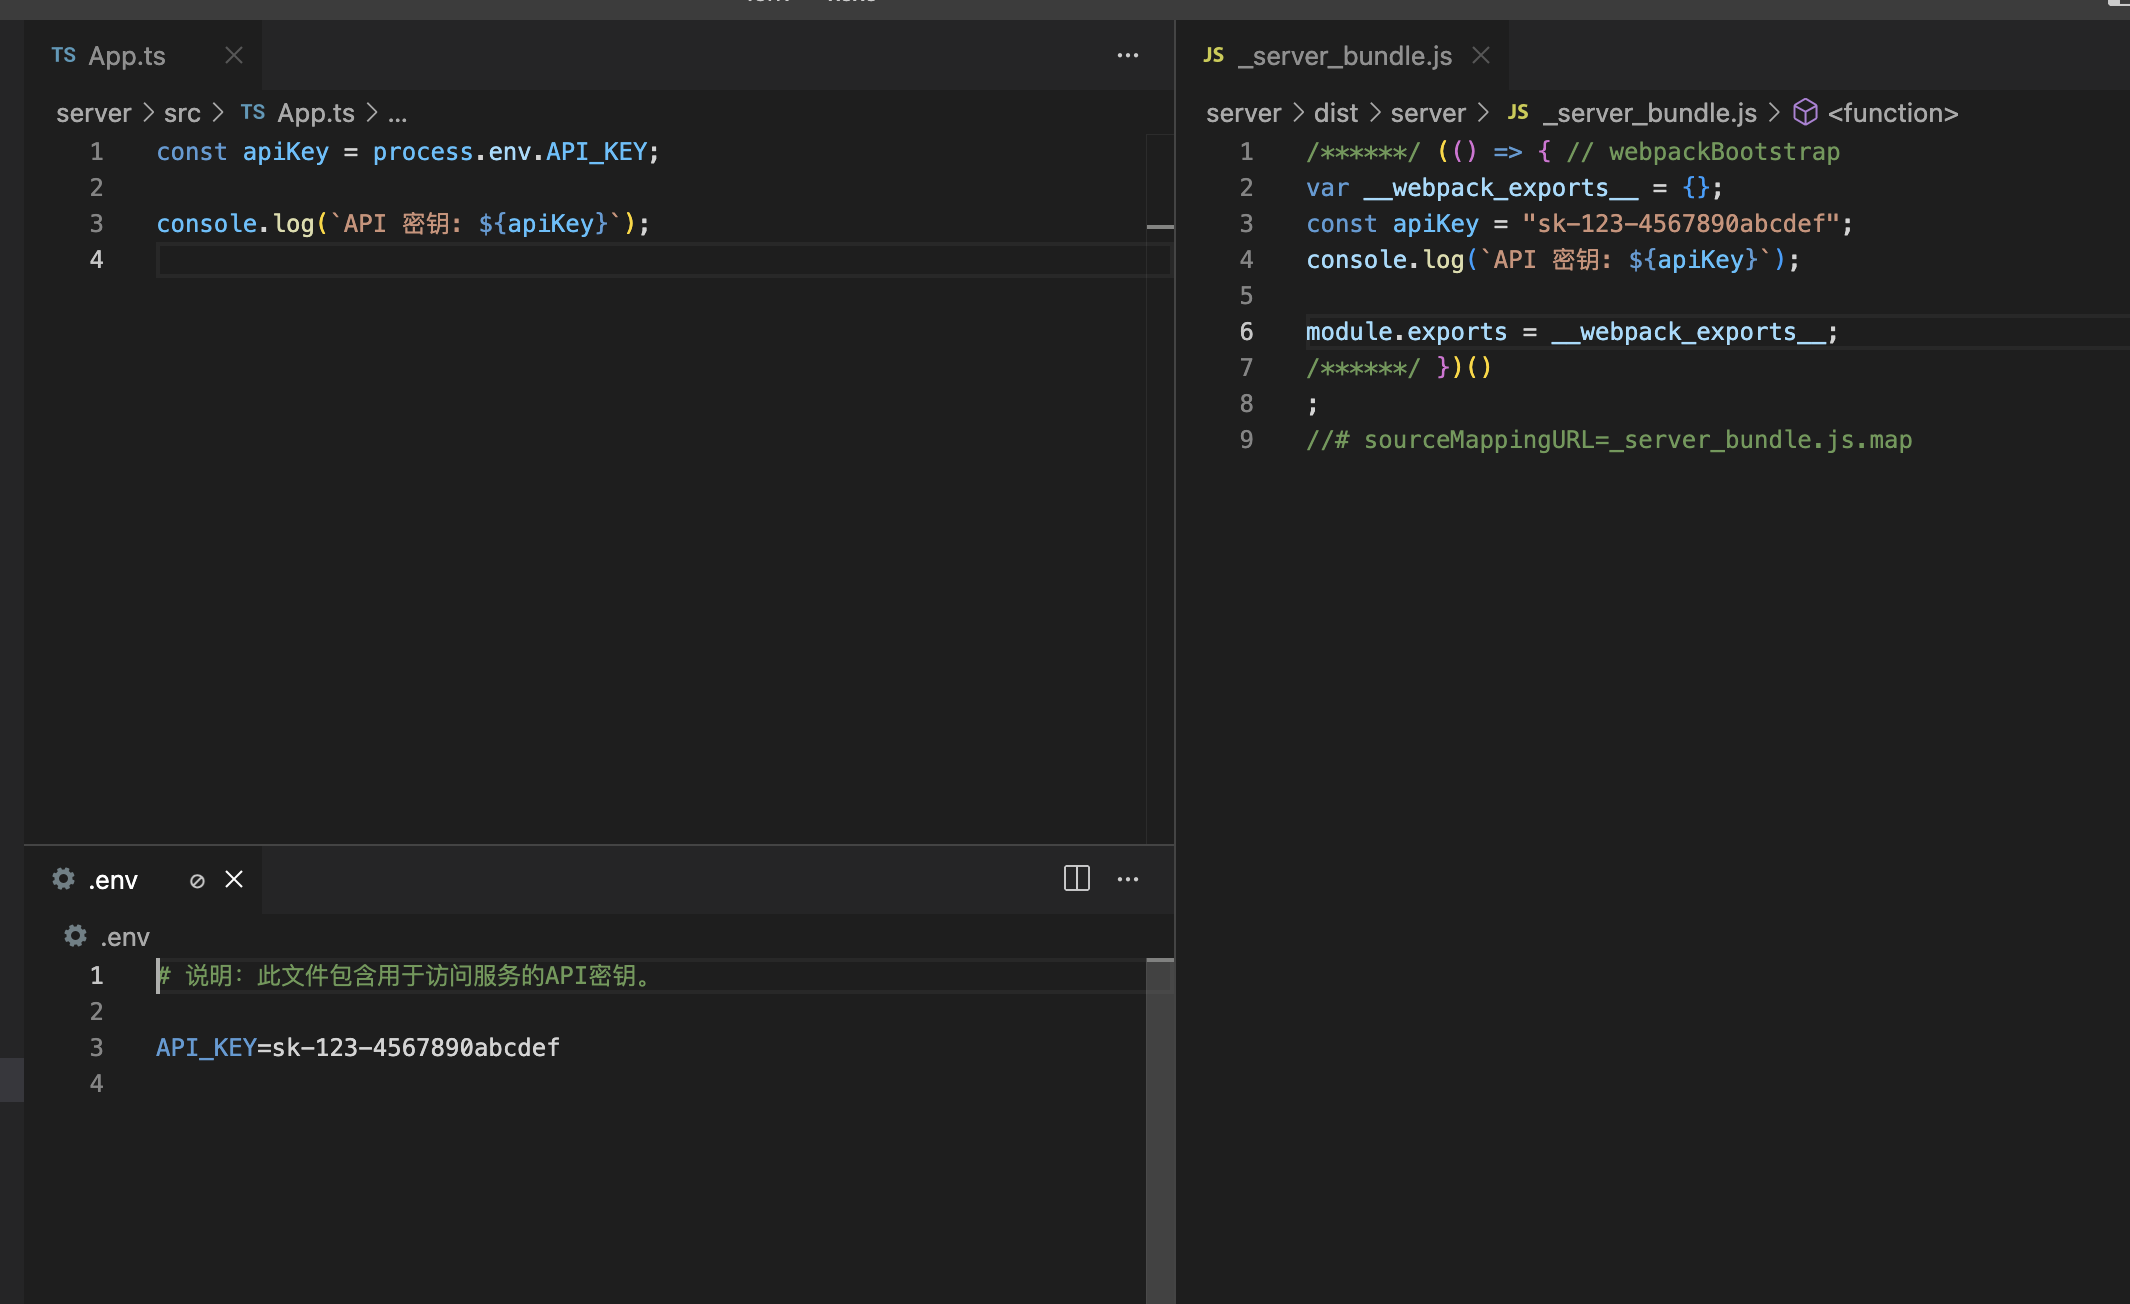 TS App.ts
server > src > TS App.ts > ...
1 const apiKey = process.env.API_KEY;
2
3 console.log(`API 密钥: ${apiKey}`);
4
.env
.env
1 # 说明：此文件包含用于访问服务的API密钥。
2
3 API_KEY=sk-123-4567890abcdef
4
JS _server_bundle.js
server > dist > server > JS _server_bundle.js > <function>
1 /******/ (() => { // webpackBootstrap
2 var __webpack_exports__ = {};
3 const apiKey = "sk-123-4567890abcdef";
4 console.log(`API 密钥: ${apiKey}`);
5
6 module.exports = __webpack_exports__;
7 /******/ })()
8 ;
9 //# sourceMappingURL=_server_bundle.js.map